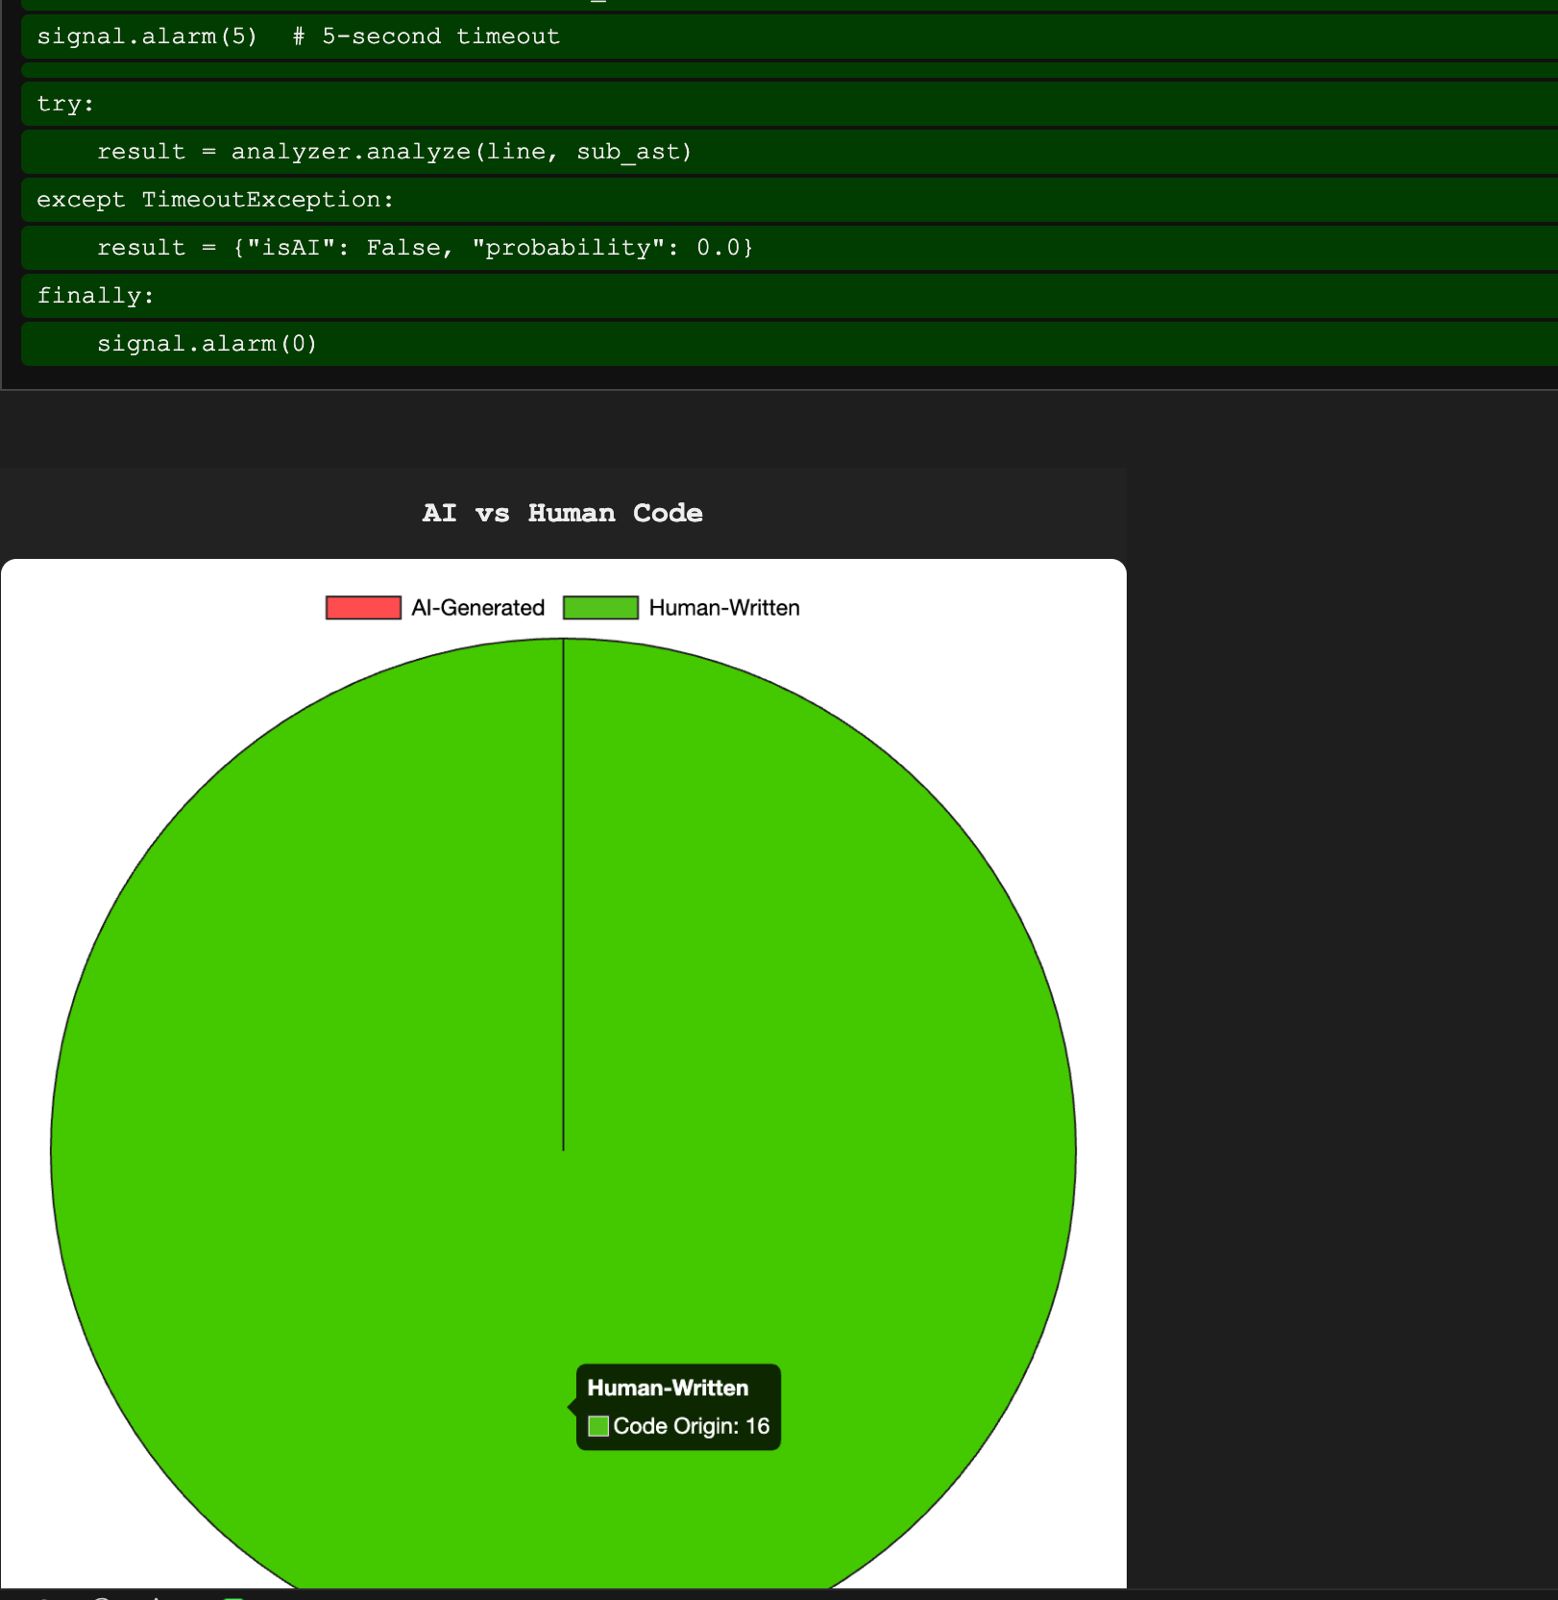 signal.alarm(5)  # 5-second timeout
try:
    result = analyzer.analyze(line, sub_ast)
except TimeoutException:
    result = {"isAI": False, "probability": 0.0}
finally:
    signal.alarm(0)
AI vs Human Code
AI-Generated Human-Written
Human-Written
Code Origin: 16